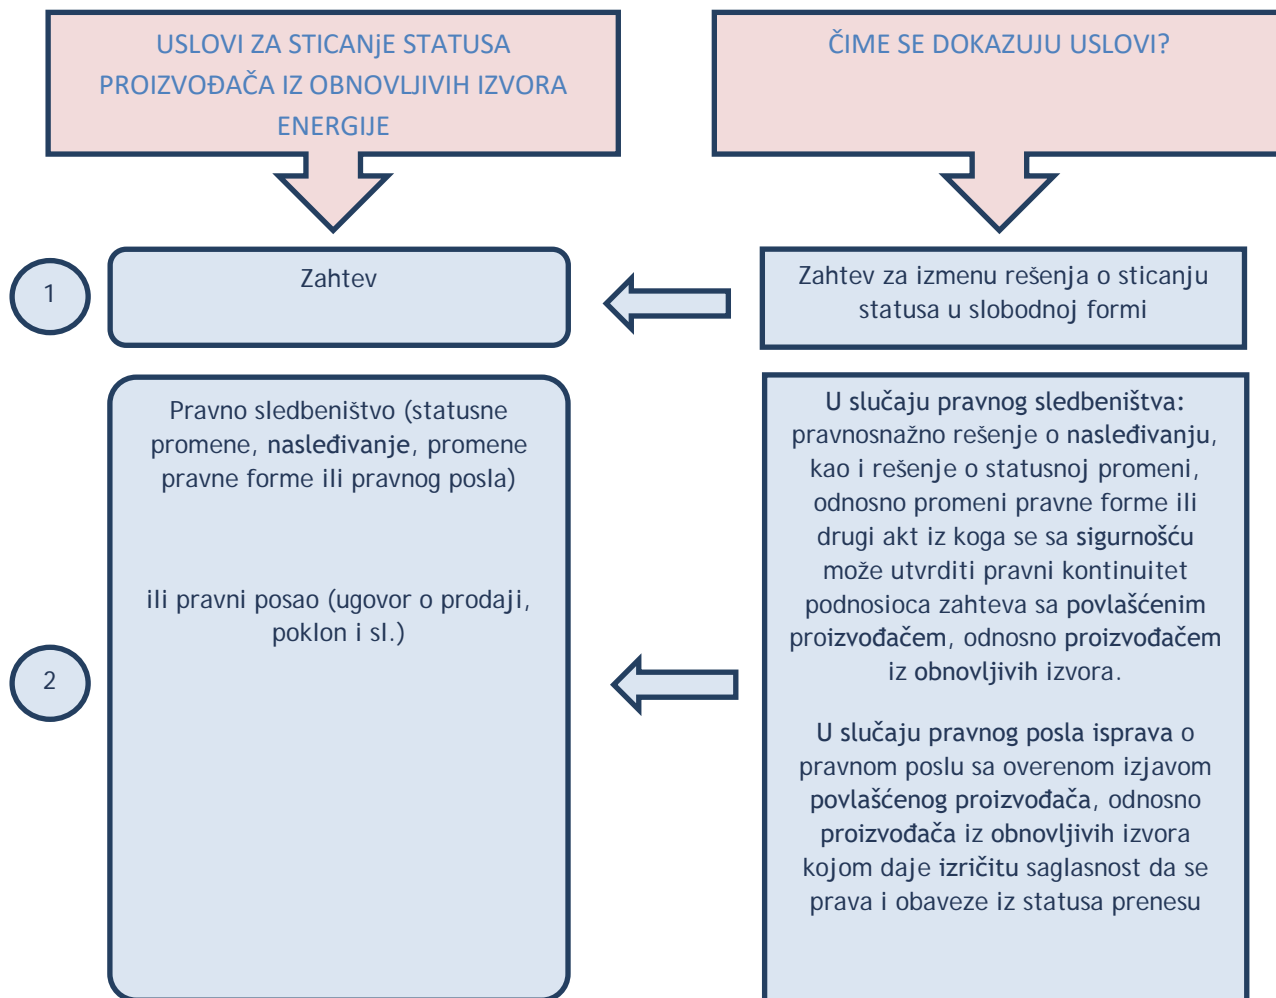 USLOVI ZA STICANjE STATUSA
PROIZVOĐAČA IZ OBNOVLJIVIH IZVORA
ENERGIJE
ČIME SE DOKAZUJU USLOVI?
1
Zahtev
Zahtev za izmenu rešenja o sticanju
statusa u slobodnoj formi
2
Pravno sledbeništvo (statusne
promene, nasleđivanje, promene
pravne forme ili pravnog posla)
ili pravni posao (ugovor o prodaji,
poklon i sl.)
U slučaju pravnog sledbeništva:
pravnosnažno rešenje o nasleđivanju,
kao i rešenje o statusnoj promeni,
odnosno promeni pravne forme ili
drugi akt iz koga se sa sigurnošću
može utvrditi pravni kontinuitet
podnosioca zahteva sa povlašćenim
proizvođačem, odnosno proizvođačem
iz obnovljivih izvora.
U slučaju pravnog posla isprava o
pravnom poslu sa overenom izjavom
povlašćenog proizvođača, odnosno
proizvođača iz obnovljivih izvora
kojom daje izričitu saglasnost da se
prava i obaveze iz statusa prenesu